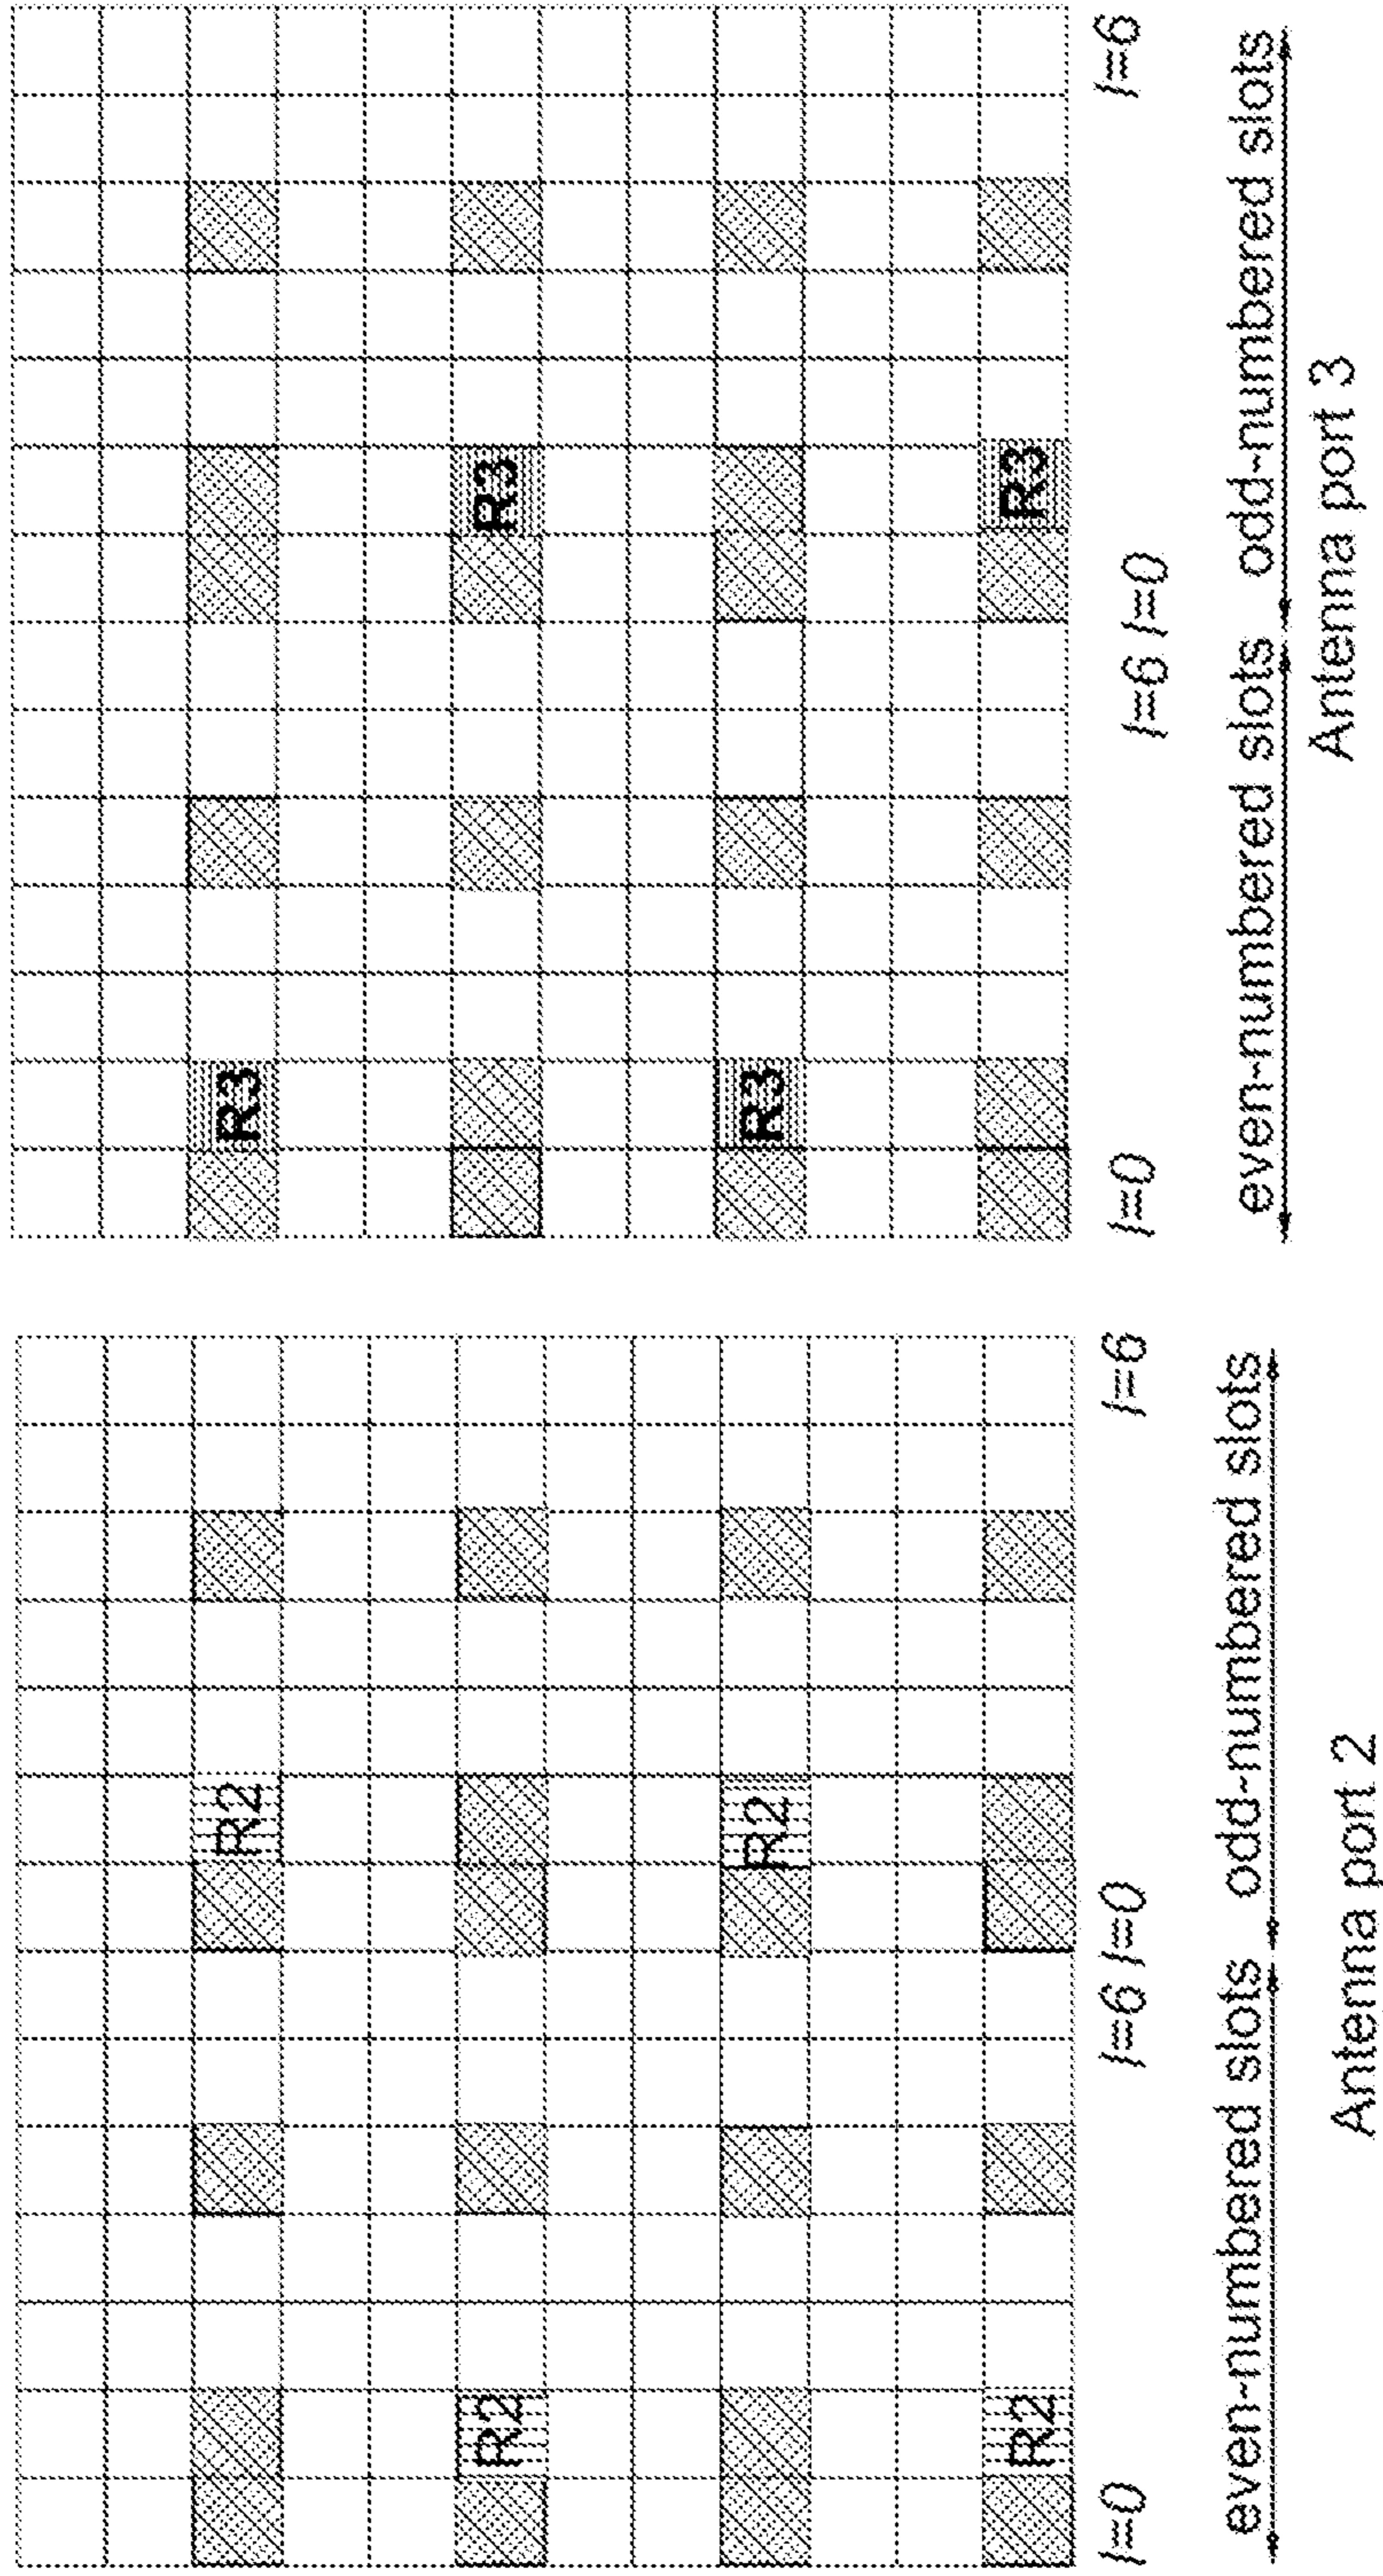 R2 R2
R2 R2
l=0 l=6 l=0 l=6
even-numbered slots odd-numbered slots
Antenna port 2
R3 R3
R3 R3
l=0 l=6 l=0 l=6
even-numbered slots odd-numbered slots
Antenna port 3